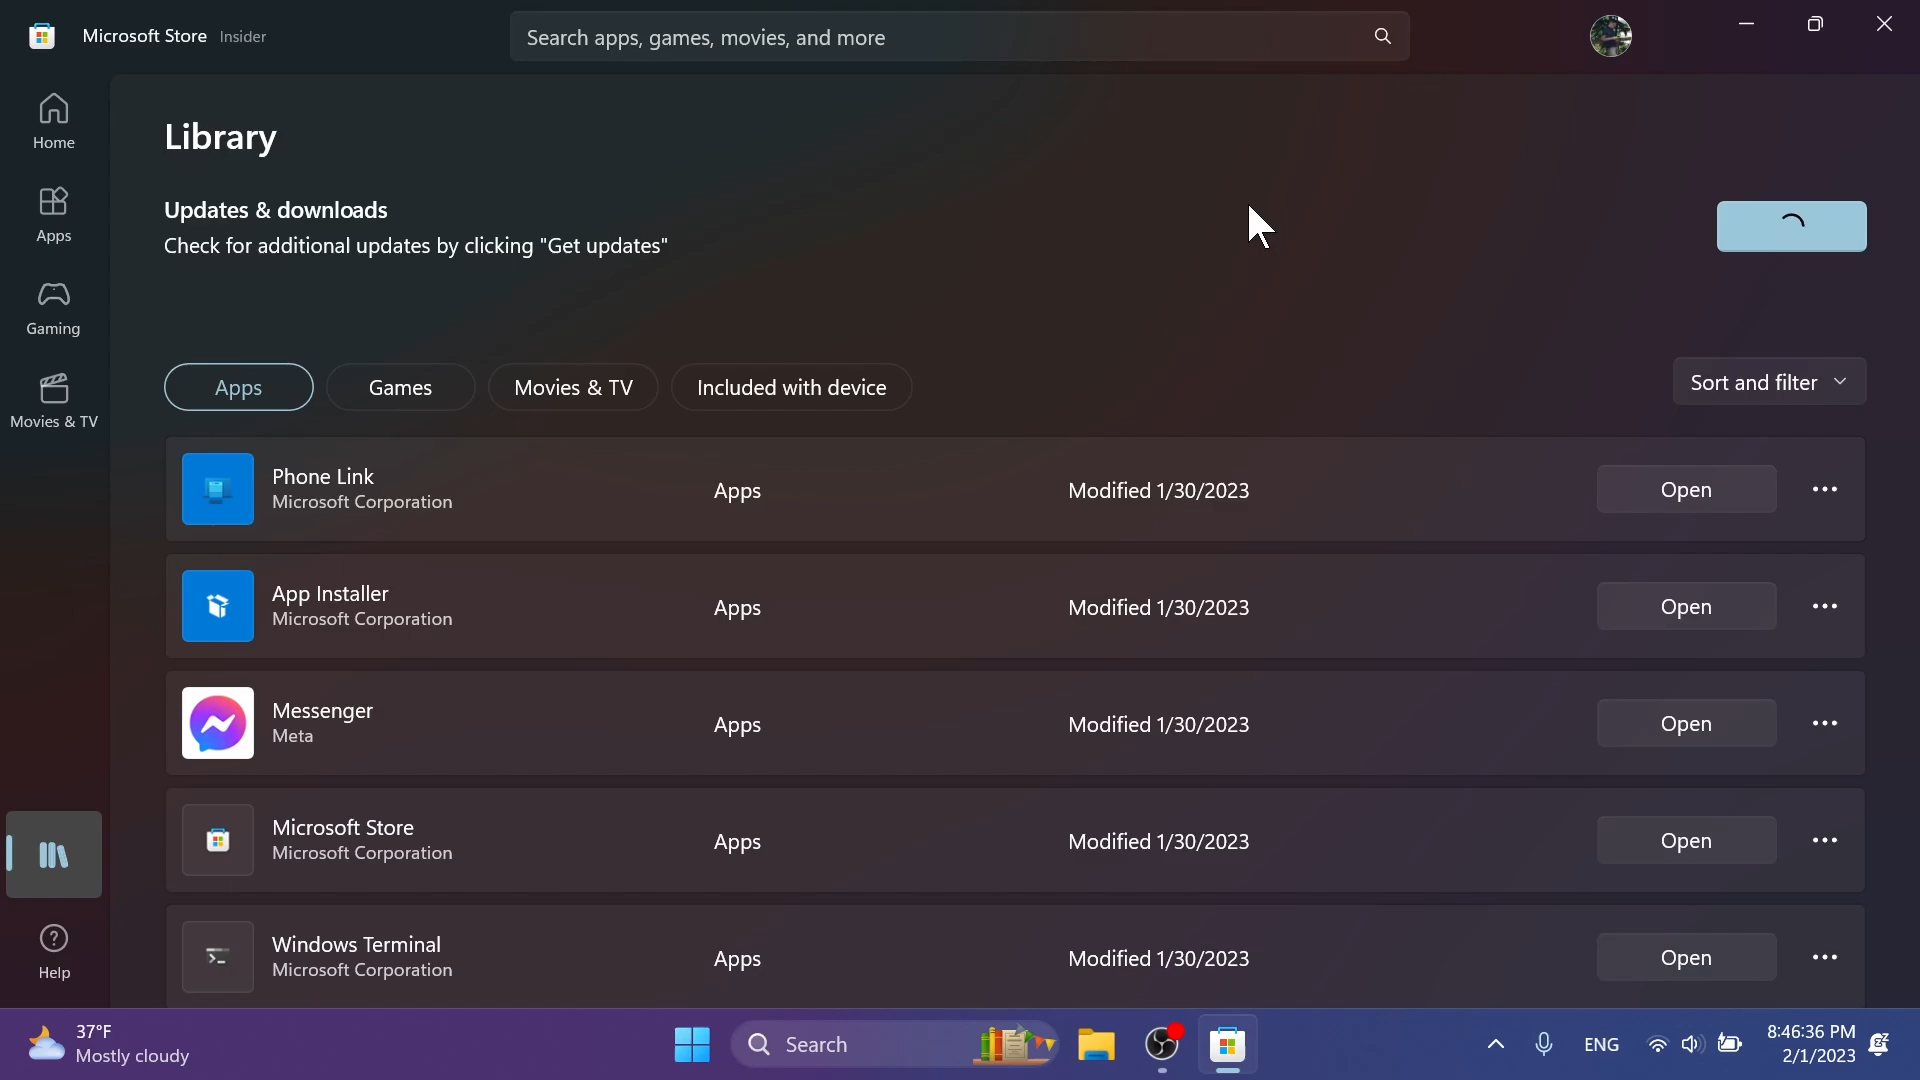 Microsoft Store Insider
Search apps, games, movies, and more
Home
Apps
Gaming
Movies & TV
Help
Library
Updates & downloads
Check for additional updates by clicking "Get updates"
Apps Games Movies & TV Included with device Sort and filter
Phone Link
Microsoft Corporation
Apps
Modified 1/30/2023
Open
App Installer
Microsoft Corporation
Apps
Modified 1/30/2023
Open
Messenger
Meta
Apps
Modified 1/30/2023
Open
Microsoft Store
Microsoft Corporation
Apps
Modified 1/30/2023
Open
Windows Terminal
Microsoft Corporation
Apps
Modified 1/30/2023
Open
37°F
Mostly cloudy
Search
ENG
8:46:36 PM
2/1/2023